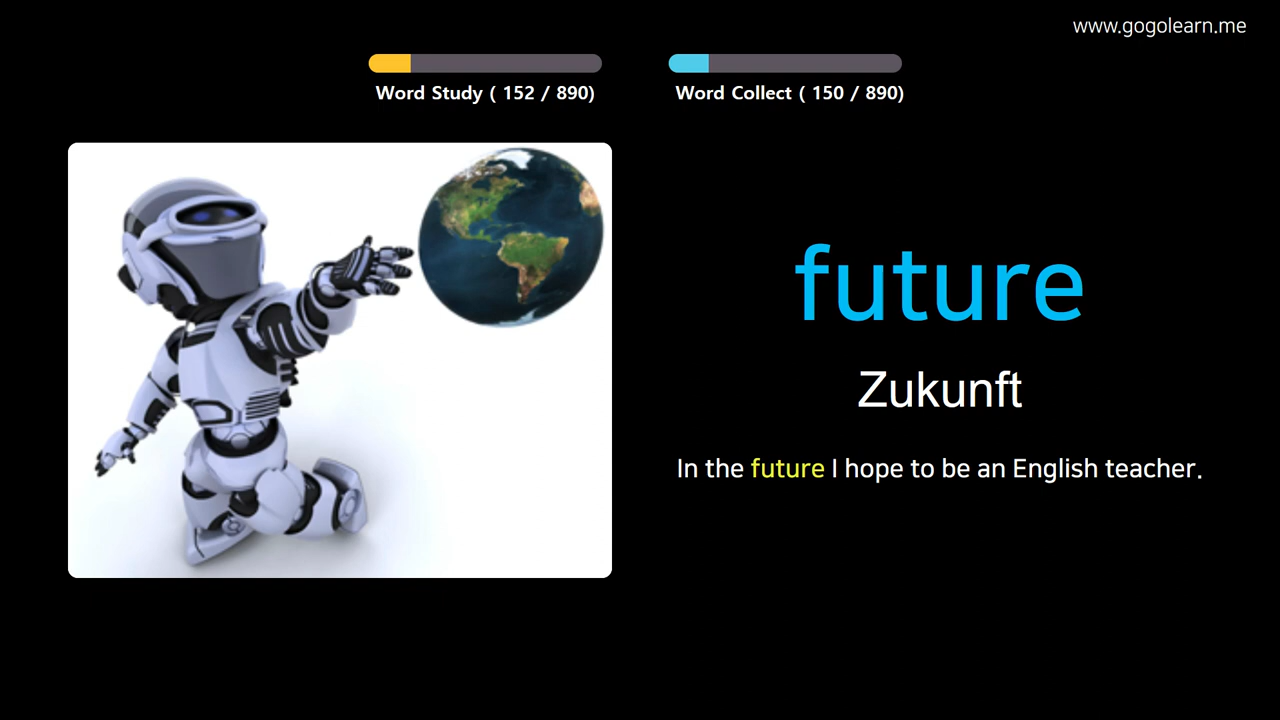 www.gogolearn.me
Word Study ( 152 / 890)
Word Collect ( 150 / 890)
future
Zukunft
In the future I hope to be an English teacher.